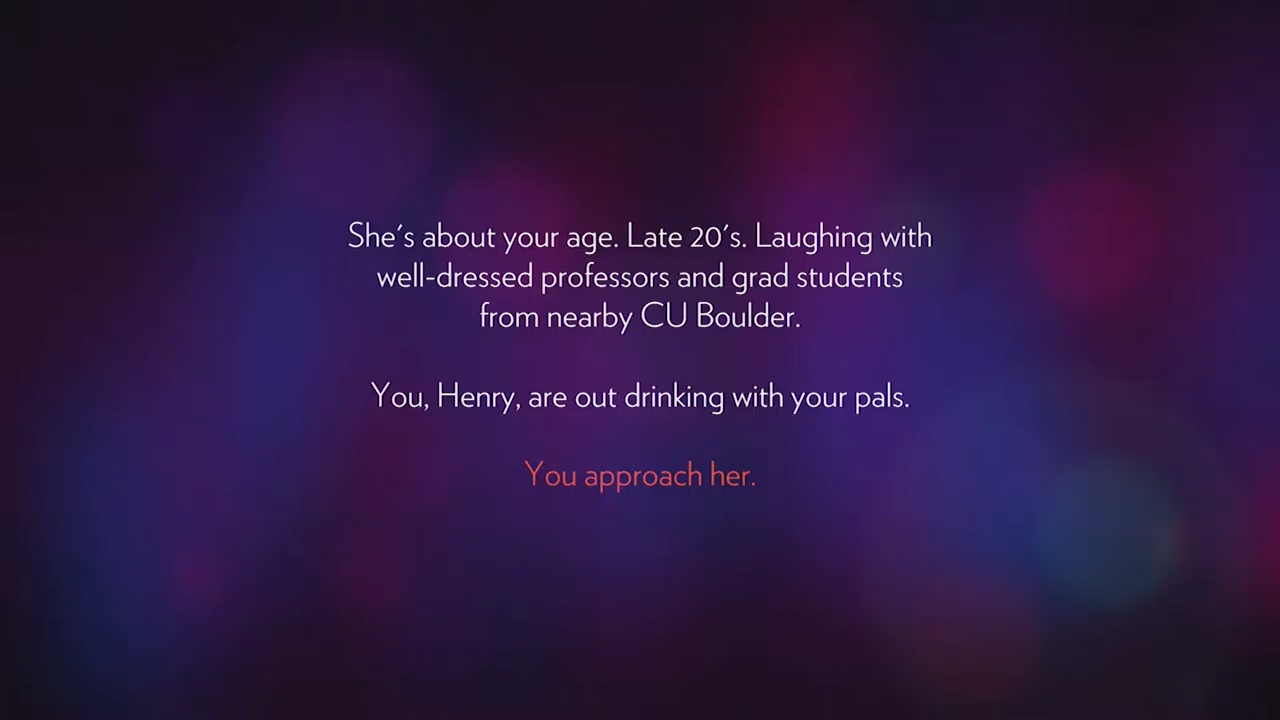 She's about your age. Late 20's. Laughing with
well-dressed professors and grad students
from nearby CU Boulder.
You, Henry, are out drinking with your pals.
You approach her.